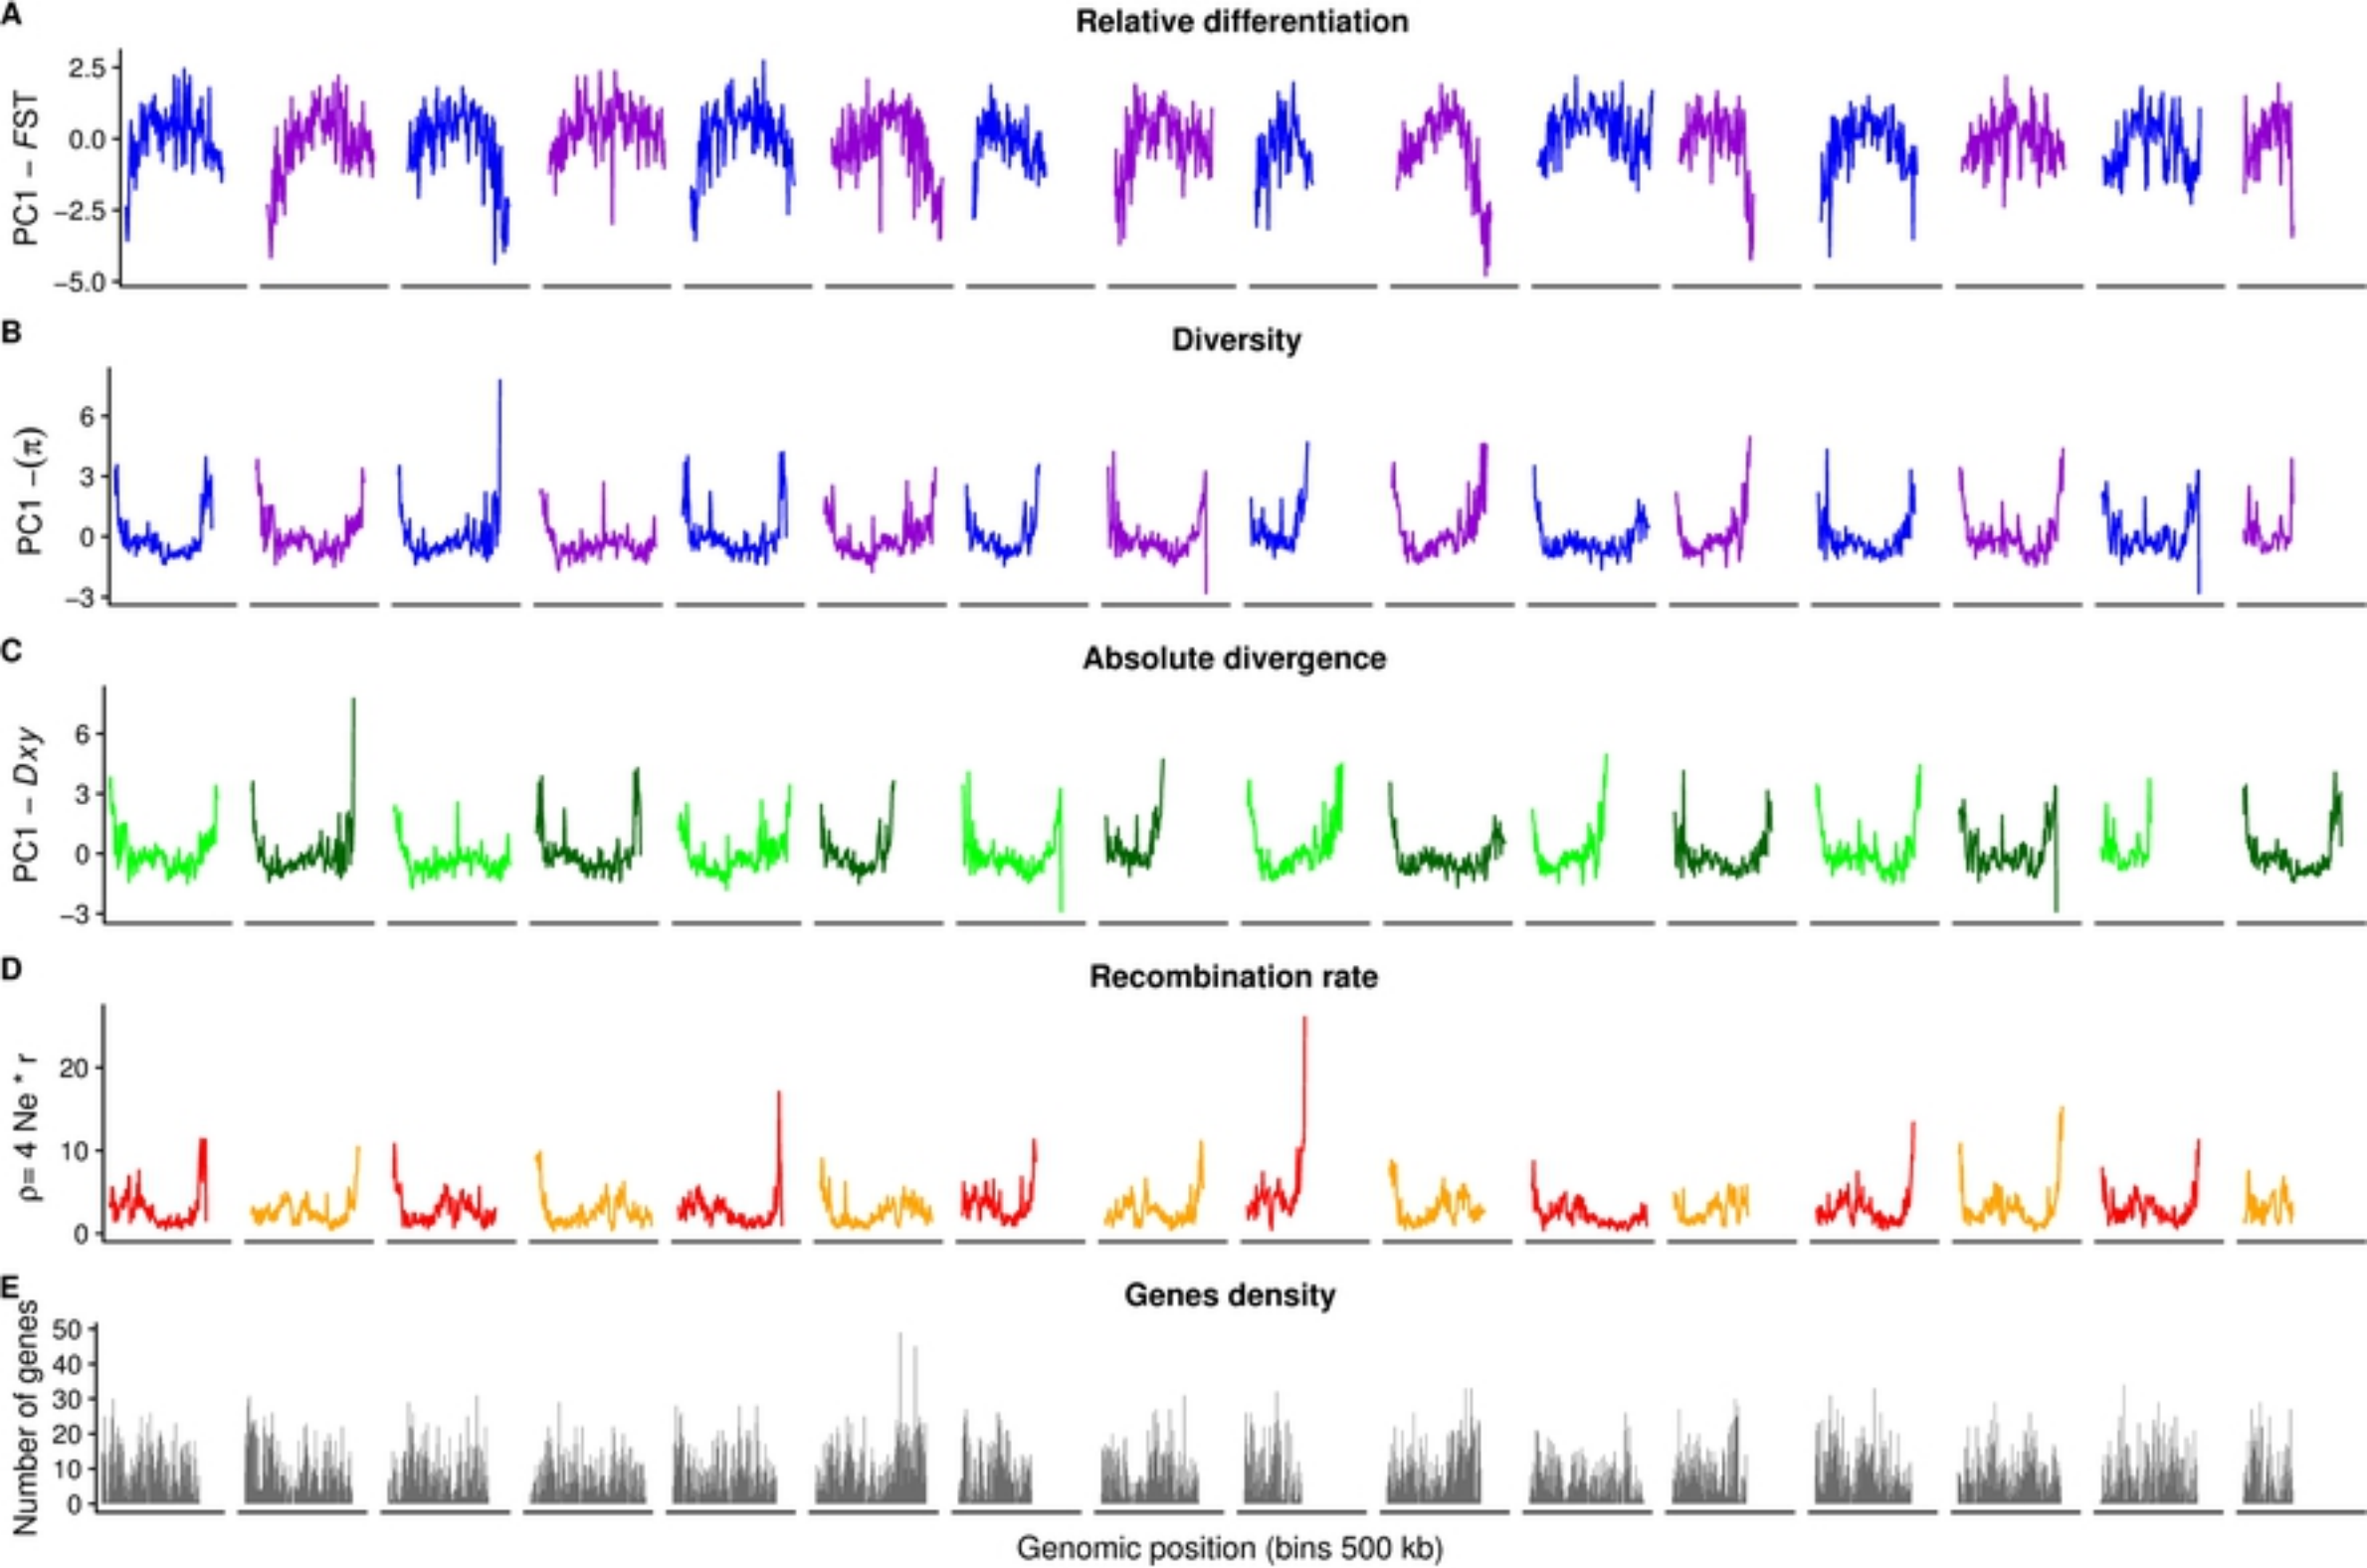 A
Relative differentiation
PC1 – FST
2.5
0.0
−2.5
−5.0
B
Diversity
PC1 –(π)
6
3
0
−3
C
Absolute divergence
PC1 – Dxy
6
3
0
−3
D
Recombination rate
ρ= 4 Ne * r
20
10
0
E
Genes density
Number of genes
50
40
30
20
10
0
Genomic position (bins 500 kb)